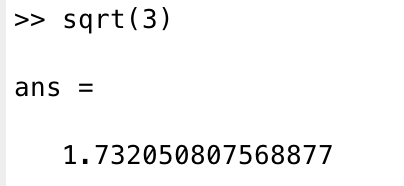 >> sqrt(3)
ans =
1.732050807568877